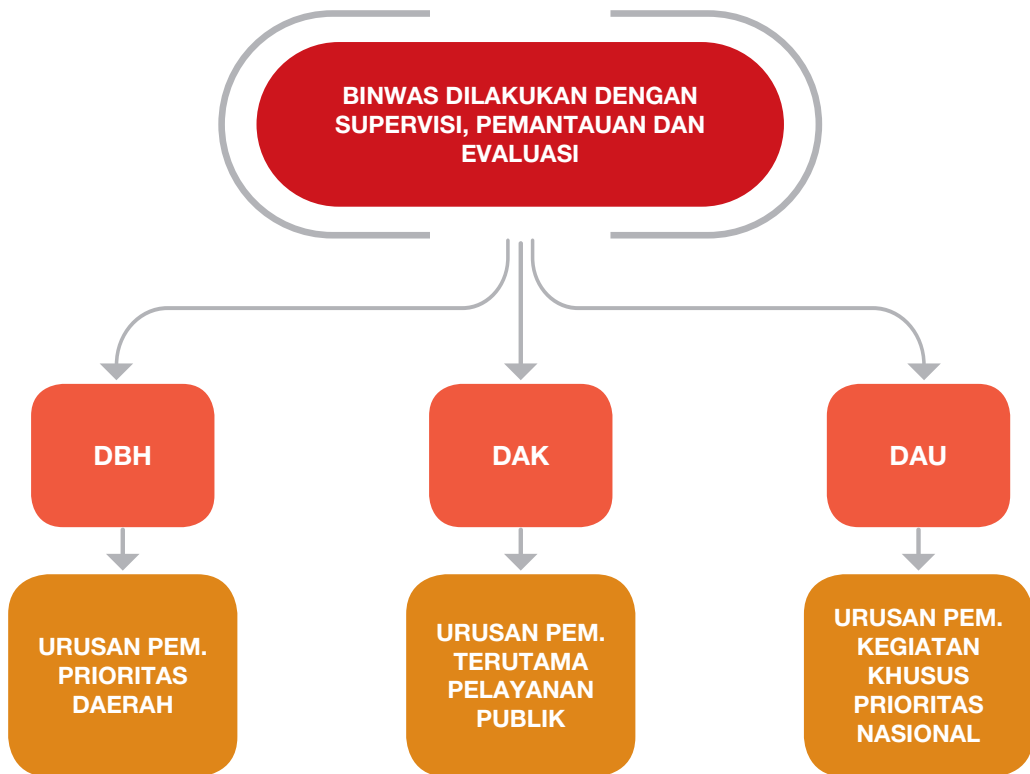 BINWAS DILAKUKAN DENGAN
SUPERVISI, PEMANTAUAN DAN
EVALUASI
DBH
DAK
DAU
URUSAN PEM.
PRIORITAS
DAERAH
URUSAN PEM.
TERUTAMA
PELAYANAN
PUBLIK
URUSAN PEM.
KEGIATAN
KHUSUS
PRIORITAS
NASIONAL